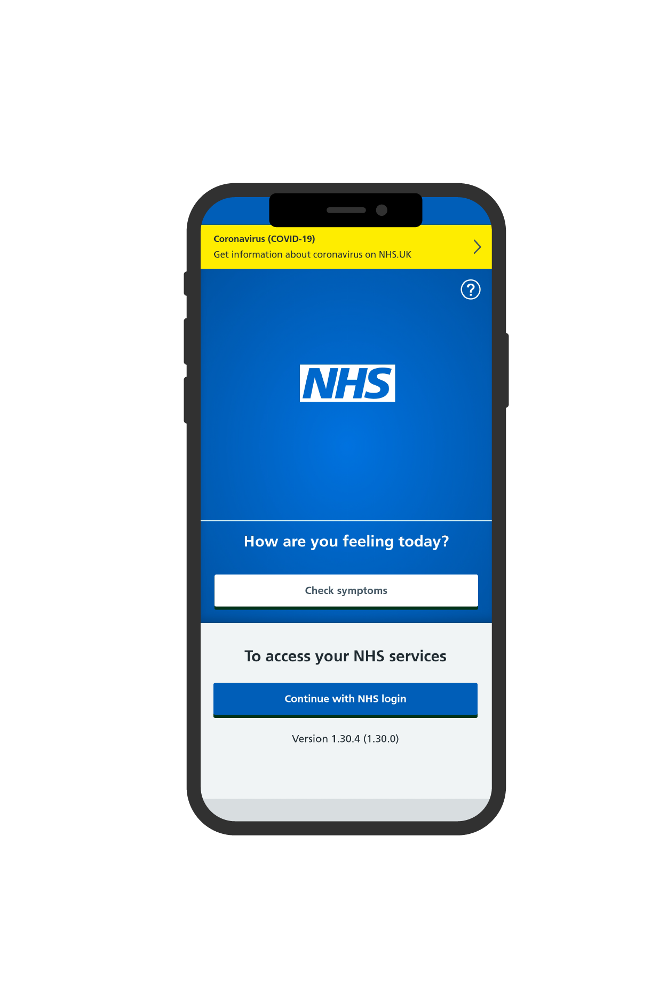 Coronavirus (COVID-19)
Get information about coronavirus on NHS.UK
?
NHS
How are you feeling today?
Check symptoms
To access your NHS services
Continue with NHS login
Version 1.30.4 (1.30.0)